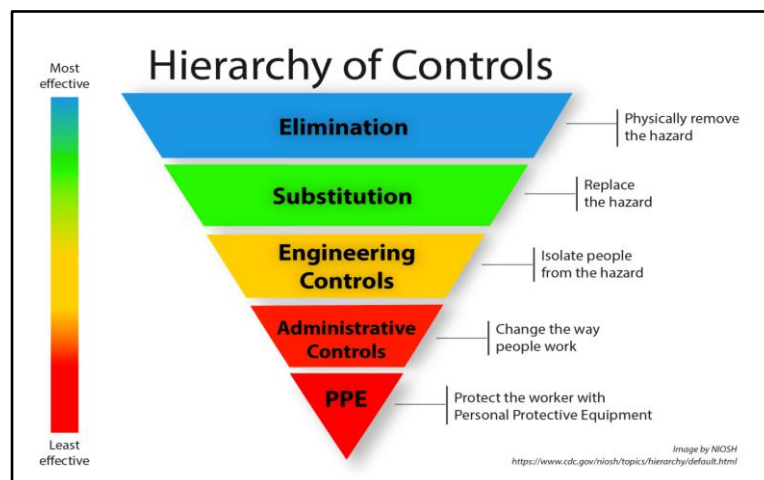 Hierarchy of Controls
Most
effective
Elimination
Physically remove
the hazard
Substitution
Replace
the hazard
Engineering
Controls
Isolate people
from the hazard
Administrative
Controls
Change the way
people work
PPE
Protect the worker with
Personal Protective Equipment
Least
effective
Image by NIOSH
https://www.cdc.gov/niosh/topics/hierarchy/default.html